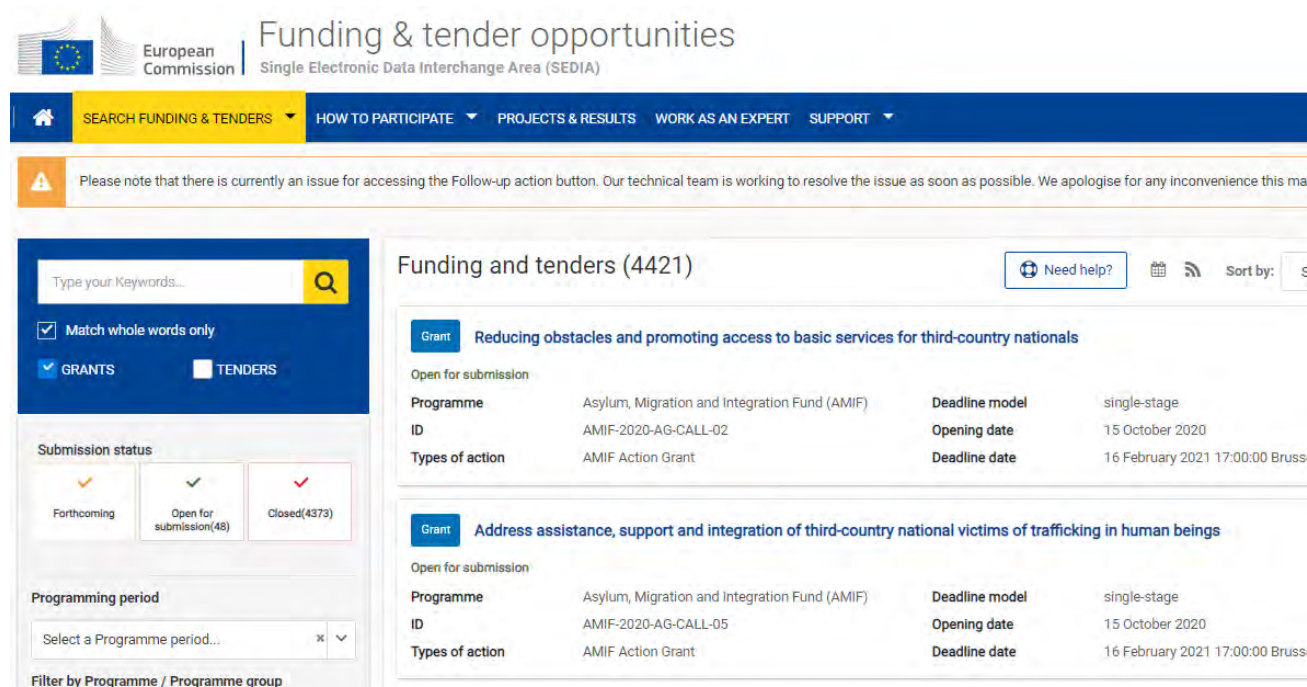 European
Commission
Funding & tender opportunities
Single Electronic Data Interchange Area (SEDIA)
SEARCH FUNDING & TENDERS HOW TO PARTICIPATE PROJECTS & RESULTS WORK AS AN EXPERT SUPPORT
Please note that there is currently an issue for accessing the Follow-up action button. Our technical team is working to resolve the issue as soon as possible. We apologise for any inconvenience this
Type your Keywords...
Match whole words only
GRANTS TENDERS
Submission status
Forthcoming
Open for
submission(48)
Closed(4373)
Programming period
Select a Programme period...
Filter by Programme / Programme group
Funding and tenders (4421)
Need help? Sort by:
Grant Reducing obstacles and promoting access to basic services for third-country nationals
Open for submission
Programme Asylum, Migration and Integration Fund (AMIF) Deadline model single-stage
ID AMIF-2020-AG-CALL-02 Opening date 15 October 2020
Types of action AMIF Action Grant Deadline date 16 February 2021 17:00:00
Grant Address assistance, support and integration of third-country national victims of trafficking in human beings
Open for submission
Programme Asylum, Migration and Integration Fund (AMIF) Deadline model single-stage
ID AMIF-2020-AG-CALL-05 Opening date 15 October 2020
Types of action AMIF Action Grant Deadline date 16 February 2021 17:00:00